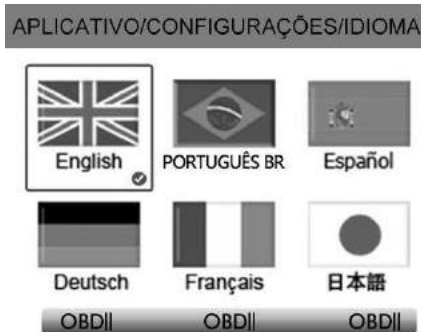 APLICATIVO/CONFIGURAÇÕES/IDIOMA
English PORTUGUÊS BR Español
Deutsch Français 日本語
OBD|| OBD|| OBD||